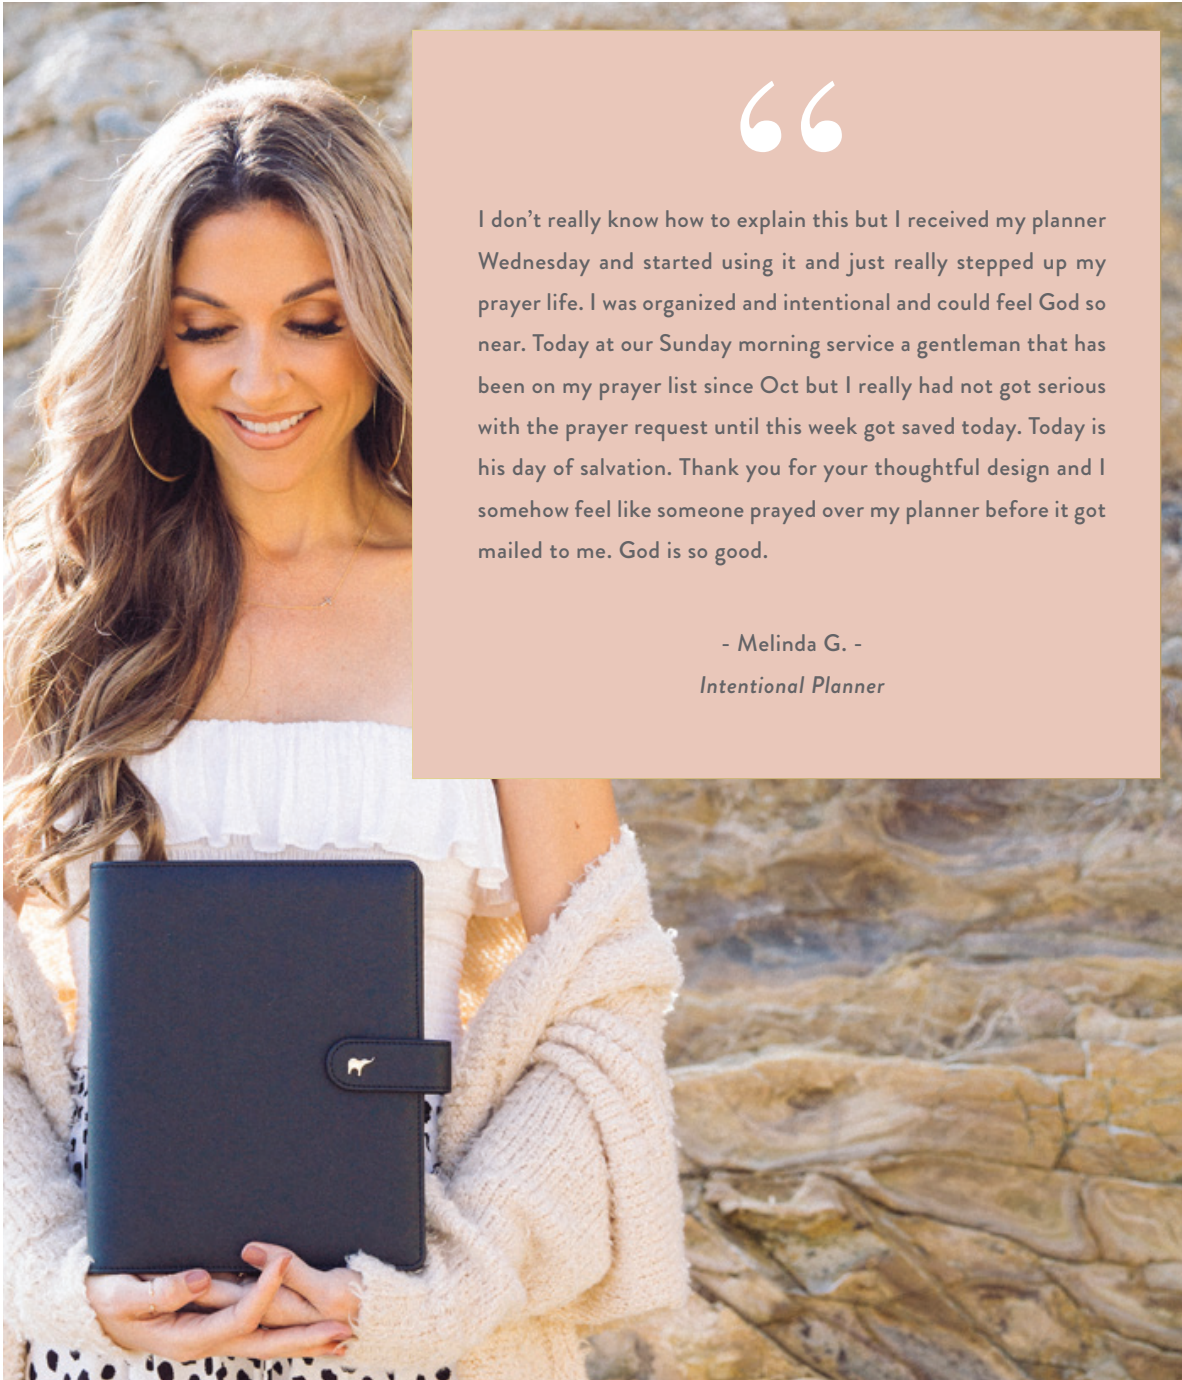 “
I don’t really know how to explain this but I received my planner
Wednesday and started using it and just really stepped up my
prayer life. I was organized and intentional and could feel God so
near. Today at our Sunday morning service a gentleman that has
been on my prayer list since Oct but I really had not got serious
with the prayer request until this week got saved today. Today is
his day of salvation. Thank you for your thoughtful design and I
somehow feel like someone prayed over my planner before it got
mailed to me. God is so good.
- Melinda G. -
Intentional Planner